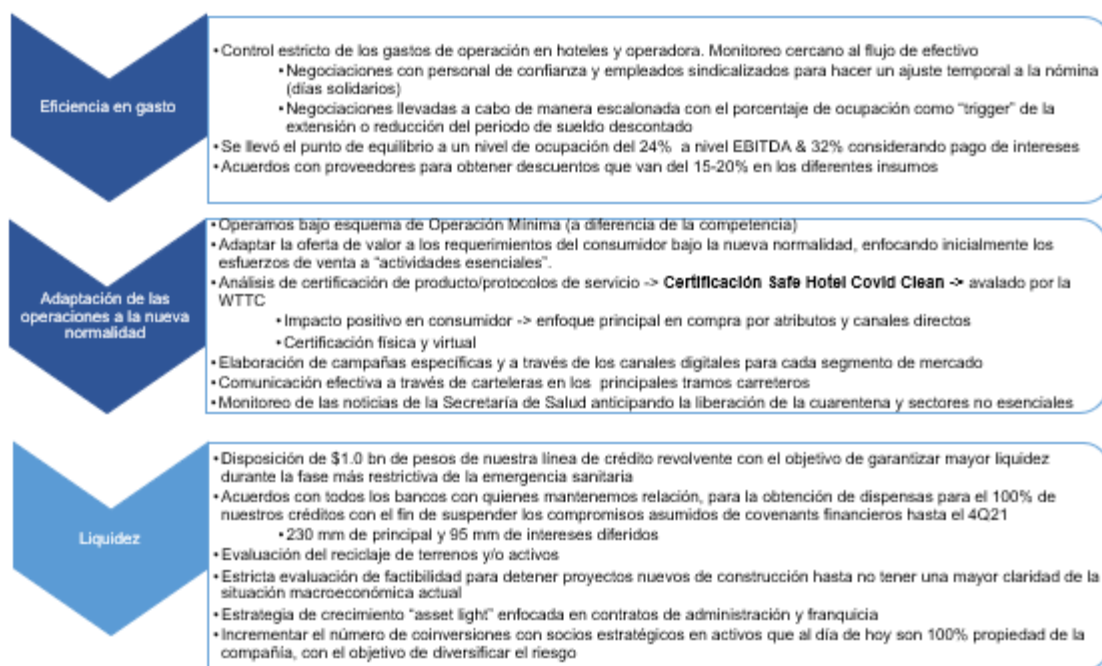 Eficiencia en gasto
• Control estricto de los gastos de operación en hoteles y operadora. Monitoreo cercano al flujo de efectivo
• Negociaciones con personal de confianza y empleados sindicalizados para hacer un ajuste temporal a la nómina
(días solidarios)
• Negociaciones llevadas a cabo de manera escalonada con el porcentaje de ocupación como "trigger" de la
extensión o reducción del periodo de sueldo descontado
• Se llevó el punto de equilibrio a un nivel de ocupación del 24% a nivel EBITDA & 32% considerando pago de intereses
• Acuerdos con proveedores para obtener descuentos que van del 15-20% en los diferentes insumos
Adaptación de las
operaciones a la nueva
normalidad
• Operamos bajo esquema de Operación Mínima (a diferencia de la competencia)
• Adaptar la oferta de valor a los requerimientos del consumidor bajo la nueva normalidad, enfocando inicialmente los
esfuerzos de venta a "actividades esenciales".
• Análisis de certificación de producto/protocolos de servicio -> Certificación Safe Hotel Covid Clean -> avalado por la
WTTC
• Impacto positivo en consumidor -> enfoque principal en compra por atributos y canales directos
• Certificación física y virtual
• Elaboración de campañas específicas y a través de los canales digitales para cada segmento de mercado
• Comunicación efectiva a través de carteleras en los principales tramos carreteros
• Monitoreo de las noticias de la Secretaría de Salud anticipando la liberación de la cuarentena y sectores no esenciales
Liquidez
• Disposición de $1.0 bn de pesos de nuestra línea de crédito revolvente con el objetivo de garantizar mayor liquidez
durante la fase más restrictiva de la emergencia sanitaria
• Acuerdos con todos los bancos con quienes mantenemos relación, para la obtención de dispensas para el 100% de
nuestros créditos con el fin de suspender los compromisos asumidos de covenants financieros hasta el 4Q21
• 230 mm de principal y 95 mm de intereses diferidos
• Evaluación del reciclaje de terrenos y/o activos
• Estricta evaluación de factibilidad para detener proyectos nuevos de construcción hasta no tener una mayor claridad de la
situación macroeconómica actual
• Estrategia de crecimiento "asset light" enfocada en contratos de administración y franquicia
• Incrementar el número de coinversiones con socios estratégicos en activos que al día de hoy son 100% propiedad de la
compañía, con el objetivo de diversificar el riesgo